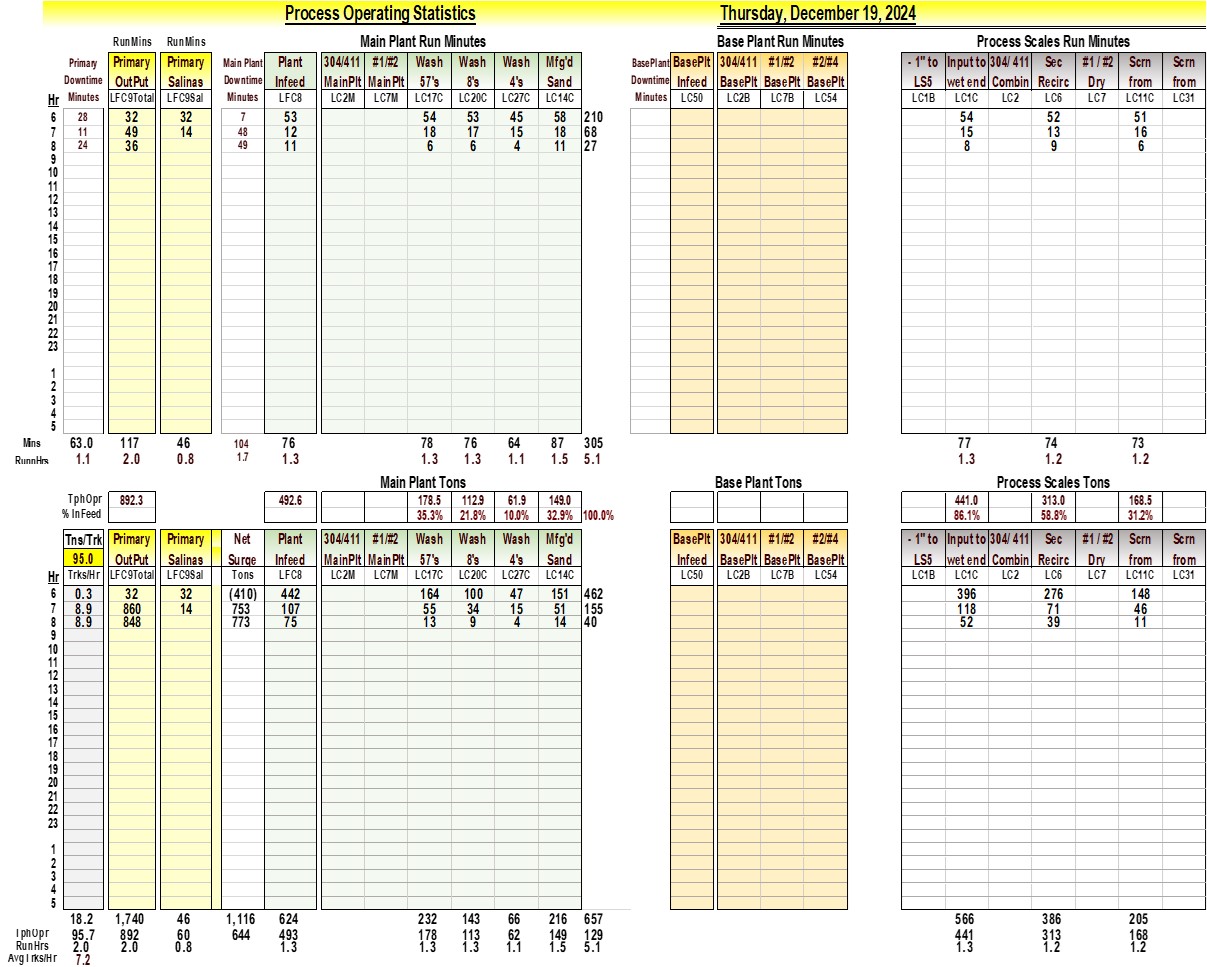 Process Operating Statistics Thursday, December 19, 2024
RunMins RunMins Main Plant Run Minutes Base Plant Run Minutes Process Scales Run Minutes
Primary Primary Primary Main Plant Plant 304/411 #1/#2 Wash Wash Wash Mfg'd BasePlant BasePlt 304/411 #1/#2 #2/#4 - 1" to Input to 304/ 411 Sec #1 / #2 Scrn Scrn
Downtime OutPut Salinas Downtime Infeed MainPlt MainPlt 57's 8's 4's Sand Downtime Infeed BasePlt BasePlt BasePlt LS5 wet end Combin Recirc Dry from from
Hr Minutes LFC9Total LFC9Sal Minutes LFC8 LC2M LC7M LC17C LC20C LC27C LC14C Minutes LC50 LC2B LC7B LC54 LC1B LC1C LC2 LC6 LC7 LC11C LC31
6 28 32 32 7 53 54 53 45 58 210 54 52 51
7 11 49 14 48 12 18 17 15 18 68 15 13 16
8 24 36 49 11 6 6 4 11 27 8 9 6
9
10
11
12
13
14
15
16
17
18
19
20
21
22
23
1
2
3
4
5
Mins 63.0 117 46 104 76 78 76 64 87 305 77 74 73
RunnHrs 1.1 2.0 0.8 1.7 1.3 1.3 1.3 1.1 1.5 5.1 1.3 1.2 1.2
Main Plant Tons Base Plant Tons Process Scales Tons
TphOpr 892.3 492.6 178.5 112.9 61.9 149.0 441.0 313.0 168.5
% InFeed 35.3% 21.8% 10.0% 32.9% 100.0% 86.1% 58.8% 31.2%
Tns/Trk Primary Primary Net Plant 304/411 #1/#2 Wash Wash Wash Mfg'd BasePlt 304/411 #1/#2 #2/#4 - 1" to Input to 304/ 411 Sec #1 / #2 Scrn Scrn
95.0 OutPut Salinas Surge Infeed MainPlt MainPlt 57's 8's 4's Sand Infeed BasePlt BasePlt BasePlt LS5 wet end Combin Recirc Dry from from
Hr Trks/Hr LFC9Total LFC9Sal Tons LFC8 LC2M LC7M LC17C LC20C LC27C LC14C LC50 LC2B LC7B LC54 LC1B LC1C LC2 LC6 LC7 LC11C LC31
6 0.3 32 32 (410) 442 164 100 47 151 462 396 276 148
7 8.9 860 14 753 107 55 34 15 51 155 118 71 46
8 8.9 848 773 75 13 9 4 14 40 52 39 11
9
10
11
12
13
14
15
16
17
18
19
20
21
22
23
1
2
3
4
5
18.2 1,740 46 1,116 624 232 143 66 216 657 566 386 205
TphOpr 95.7 892 60 644 493 178 113 62 149 129 441 313 168
RunHrs 2.0 2.0 0.8 1.3 1.3 1.3 1.1 1.5 5.1 1.3 1.2 1.2
AvgTrks/Hr 7.2